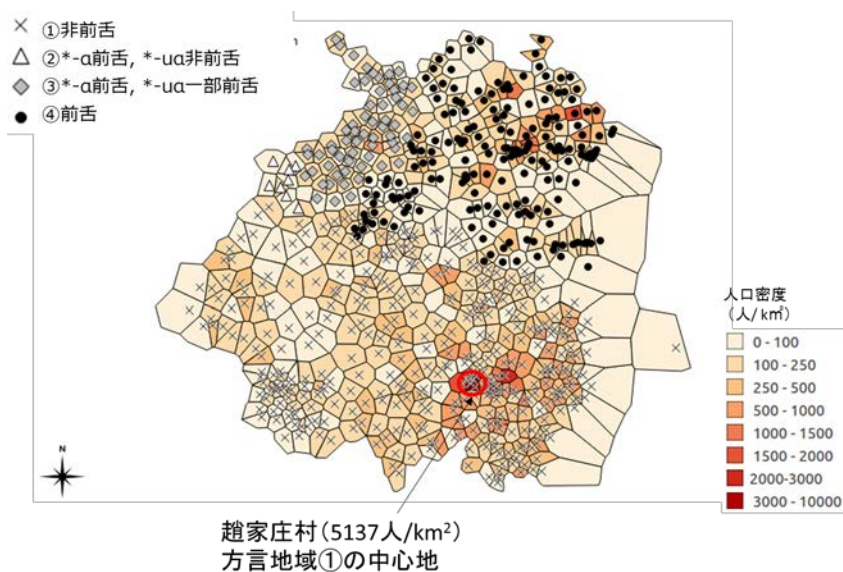 ①非前舌
②*-ɑ前舌, *-uɑ非前舌
③*-ɑ前舌, *-uɑ一部前舌
④前舌
N
人口密度
（人/ k㎡）
0 - 100
100 - 250
250 - 500
500 - 1000
1000 - 1500
1500 - 2000
2000-3000
3000 - 10000
趙家庄村（5137人/km²）
方言地域①の中心地